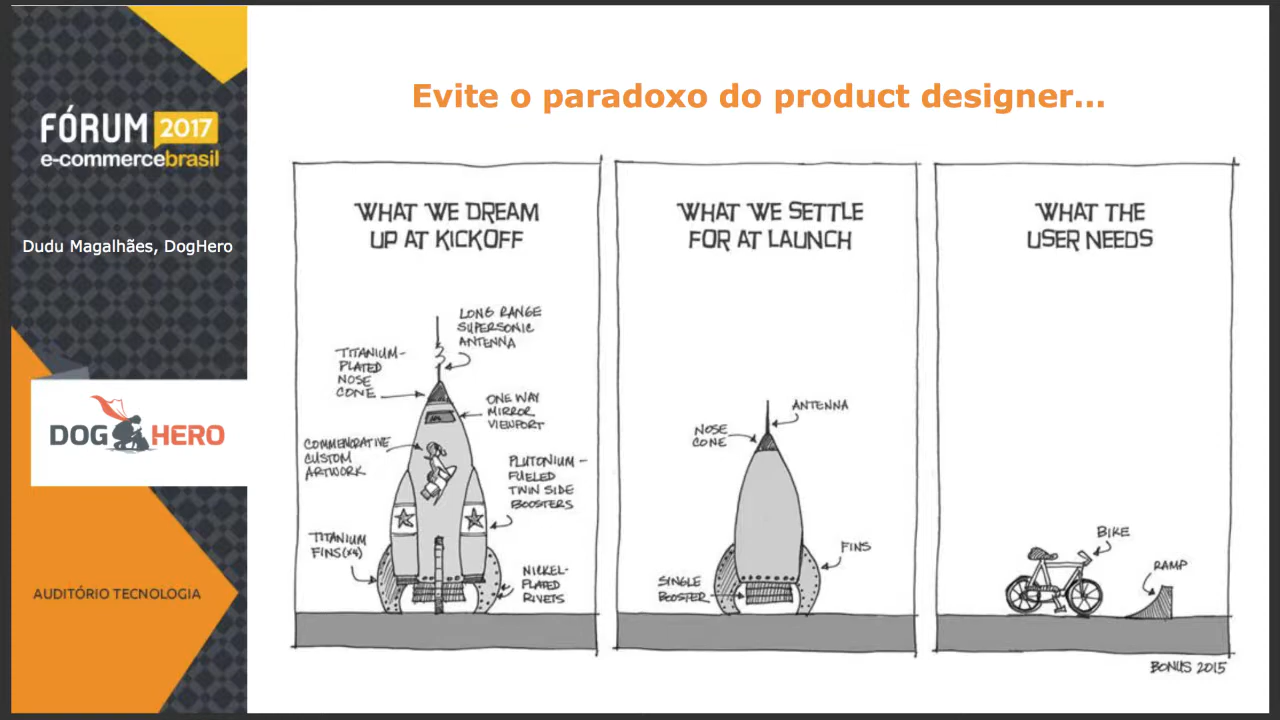 Evite o paradoxo do product designer...
FÓRUM 2017
e-commercebrasil
Dudu Magalhães, DogHero
DOG HERO
AUDITÓRIO TECNOLOGIA
WHAT WE DREAM
UP AT KICKOFF
LONG RANGE
SUPERSONIC
ANTENNA
TITANIUM-
PLATED
NOSE
CONE
ONE WAY
MIRROR
VIEWPORT
COMMEMORATIVE
CUSTOM
ARTWORK
PLUTONIUM-
FUELED
TWIN SIDE
BOOSTERS
TITANIUM
FINS (x4)
NICKEL-
PLATED
RIVETS
WHAT WE SETTLE
FOR AT LAUNCH
ANTENNA
NOSE
CONE
FINS
SINGLE
BOOSTER
WHAT THE
USER NEEDS
BIKE
RAMP
BONUS 2015